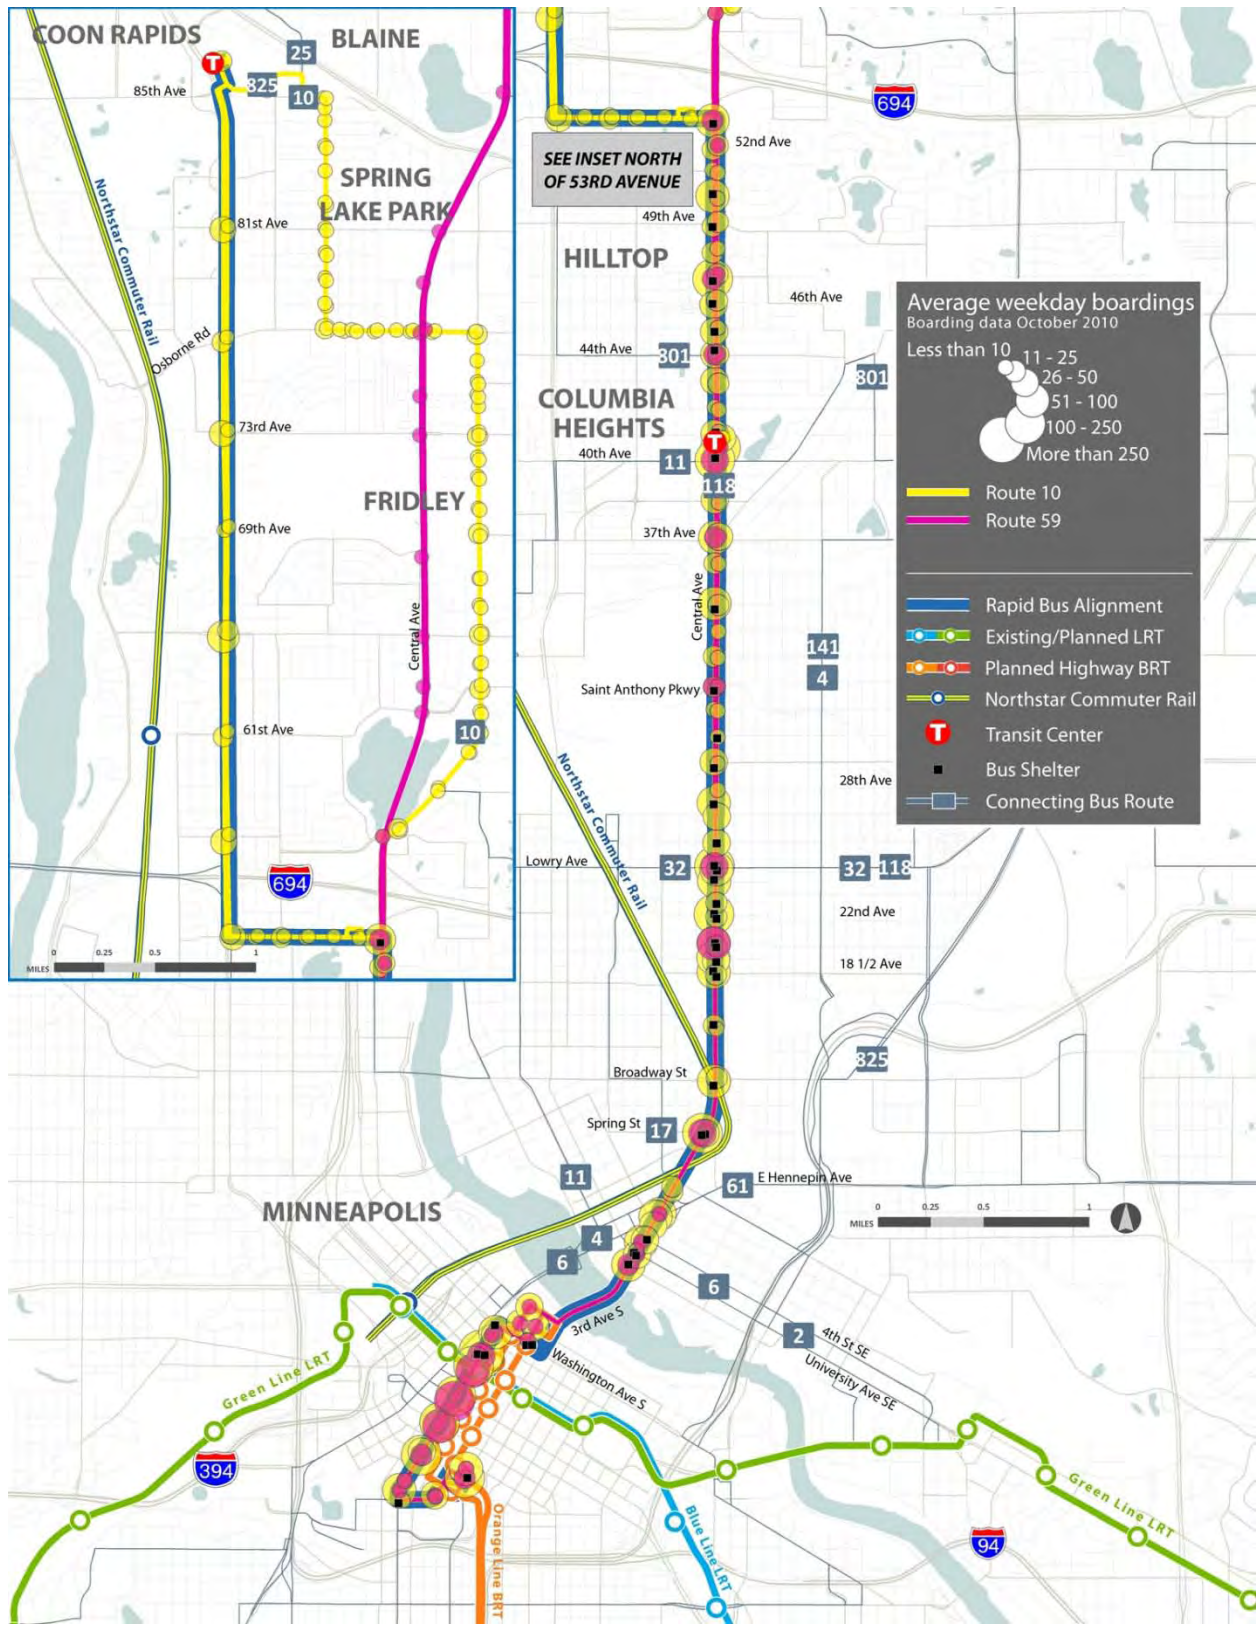 COON RAPIDS
BLAINE
25
825
10
85th Ave
SPRING
LAKE PARK
Northstar Commuter Rail
81st Ave
Osborne Rd
73rd Ave
FRIDLEY
69th Ave
Central Ave
61st Ave
10
694
0 0.25 0.5 1
MILES
694
52nd Ave
SEE INSET NORTH
OF 53RD AVENUE
49th Ave
HILLTOP
46th Ave
44th Ave
801
801
COLUMBIA
HEIGHTS
T
40th Ave
11
118
37th Ave
Central Ave
141
4
Saint Anthony Pkwy
Northstar Commuter Rail
28th Ave
Lowry Ave
32
32
118
22nd Ave
18 1/2 Ave
825
Broadway St
Spring St
17
11
61
E Hennepin Ave
MINNEAPOLIS
4
6
6
2
3rd Ave S
4th St SE
University Ave SE
Washington Ave S
0 0.25 0.5 1
MILES
Green Line LRT
394
Orange Line BRT
Blue Line LRT
Green Line LRT
94
T
Average weekday boardings
Boarding data October 2010
Less than 10
11 - 25
26 - 50
51 - 100
100 - 250
More than 250
Route 10
Route 59
Rapid Bus Alignment
Existing/Planned LRT
Planned Highway BRT
Northstar Commuter Rail
T Transit Center
Bus Shelter
Connecting Bus Route